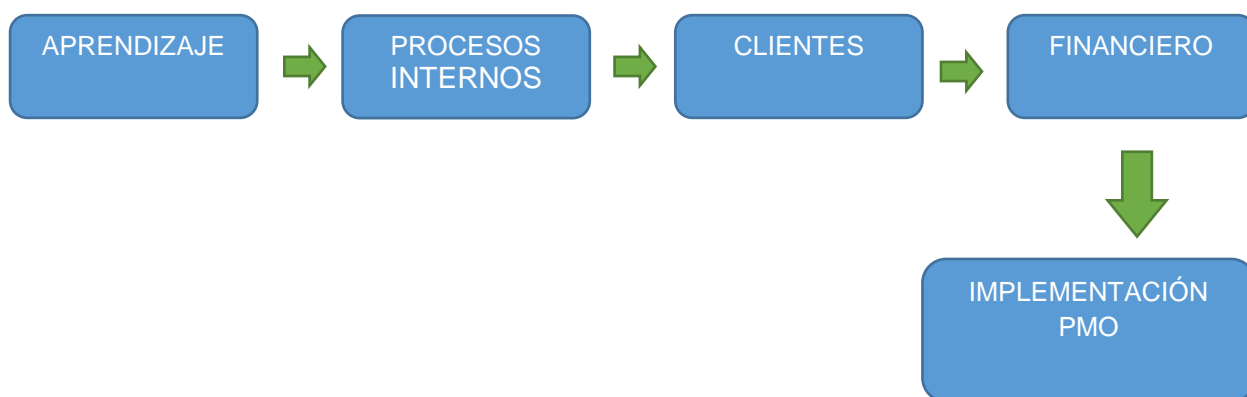 APRENDIZAJE
PROCESOS
INTERNOS
CLIENTES
FINANCIERO
IMPLEMENTACIÓN
PMO